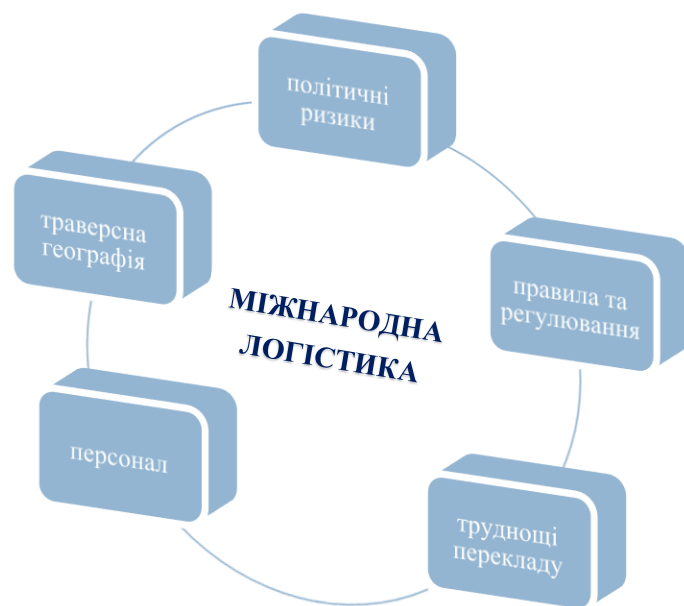 політичні
ризики
правила та
регулювання
труднощі
перекладу
персонал
траверсна
географія
МІЖНАРОДНА
ЛОГІСТИКА